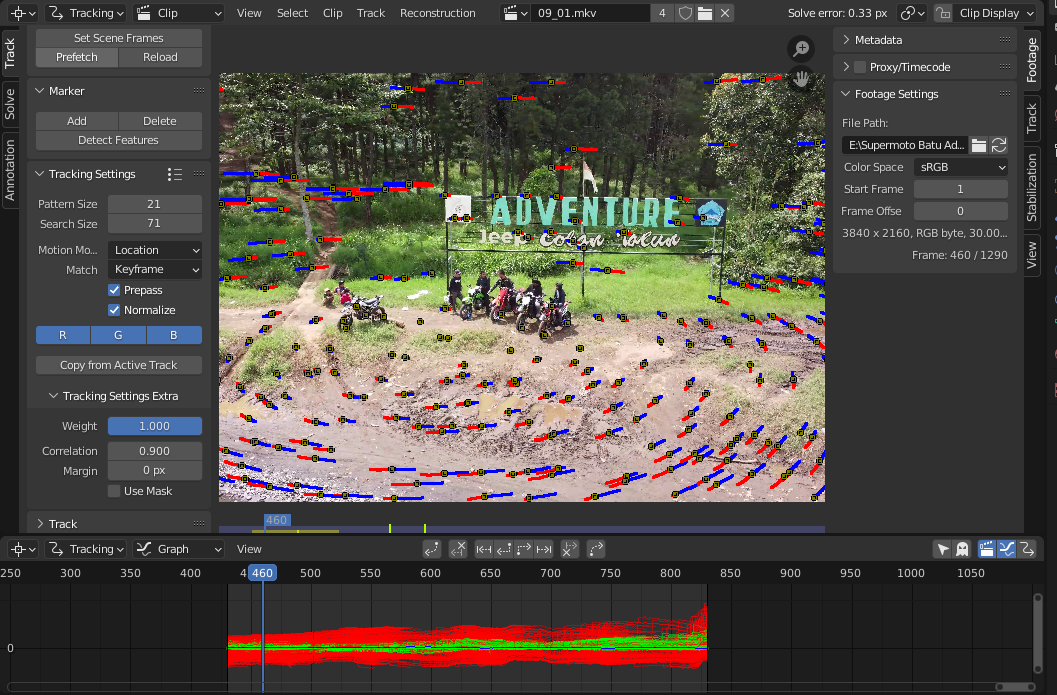 Tracking
Clip
View
Select
Clip
Track
Reconstruction
09_01.mkv
4
Solve error: 0.33 px
Clip Display
Track
Solve
Annotation
Set Scene Frames
Prefetch
Reload
Marker
Add
Delete
Detect Features
Tracking Settings
Pattern Size
21
Search Size
71
Motion Mo...
Location
Match
Keyframe
Prepass
Normalize
R
G
B
Copy from Active Track
Tracking Settings Extra
Weight
1.000
Correlation
0.900
Margin
0 px
Use Mask
Track
ADVENTURE
Jeep Coban Talun
460
Metadata
Proxy/Timecode
Footage Settings
File Path:
E:\Supermoto Batu Ad...
Color Space
sRGB
Start Frame
1
Frame Offse
0
3840 x 2160, RGB byte, 30.00...
Frame: 460 / 1290
Footage
Track
Stabilization
View
Tracking
Graph
View
250
300
350
400
4
460
500
550
600
650
700
750
800
850
900
950
1000
1050
0